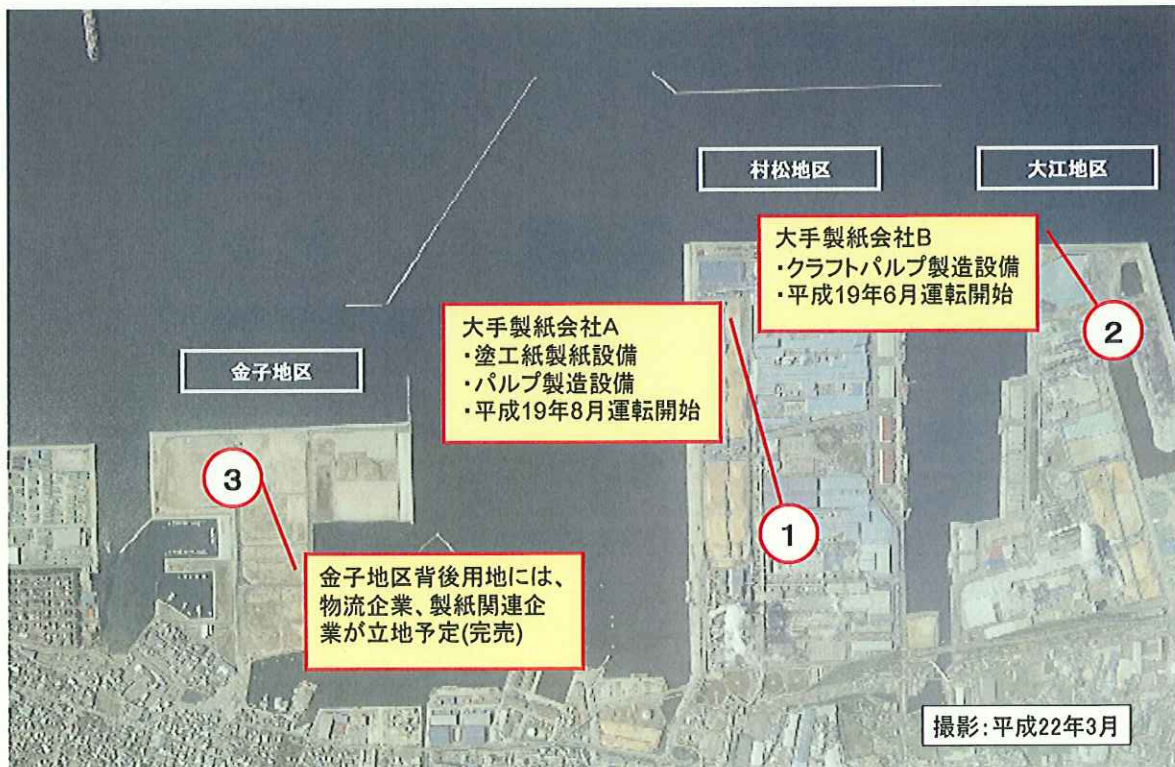 村松地区
大江地区
大手製紙会社B
・クラフトパルプ製造設備
・平成19年6月運転開始
2
大手製紙会社A
・塗工紙製紙設備
・パルプ製造設備
・平成19年8月運転開始
金子地区
3
1
金子地区背後用地には、
物流企業、製紙関連企
業が立地予定(完売)
撮影:平成22年3月